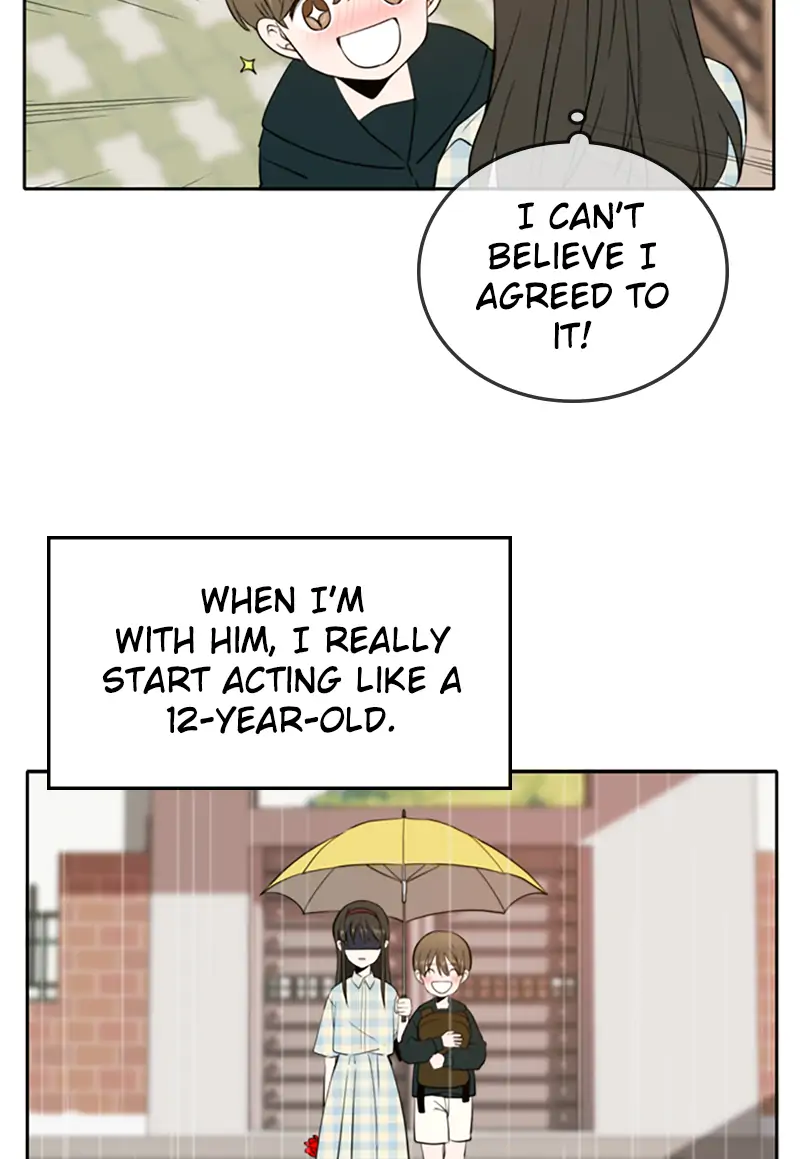 I CAN'T
BELIEVE I
AGREED TO
IT!
WHEN I'M
WITH HIM, I REALLY
START ACTING LIKE A
12-YEAR-OLD.